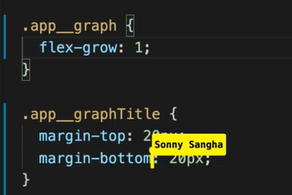 .app__graph {
flex-grow: 1;
}
.app__graphTitle {
margin-top: 20px;
Sonny Sangha
margin-bottom: 20px;
}